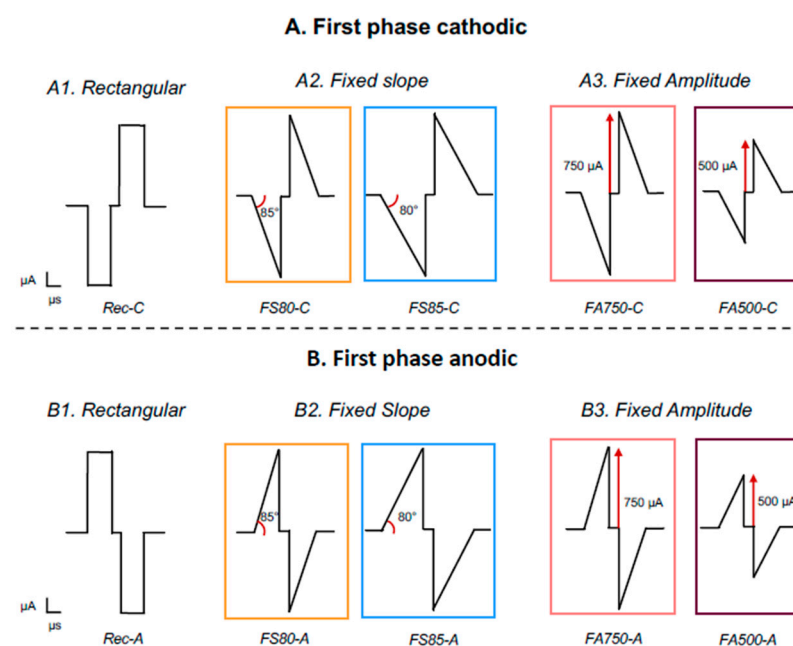 A. First phase cathodic
A1. Rectangular
A2. Fixed slope
A3. Fixed Amplitude
85°
80°
750 µA
500 µA
µA
µs
Rec-C
FS80-C
FS85-C
FA750-C
FA500-C
B. First phase anodic
B1. Rectangular
B2. Fixed Slope
B3. Fixed Amplitude
85°
80°
750 µA
500 µA
µA
µs
Rec-A
FS80-A
FS85-A
FA750-A
FA500-A